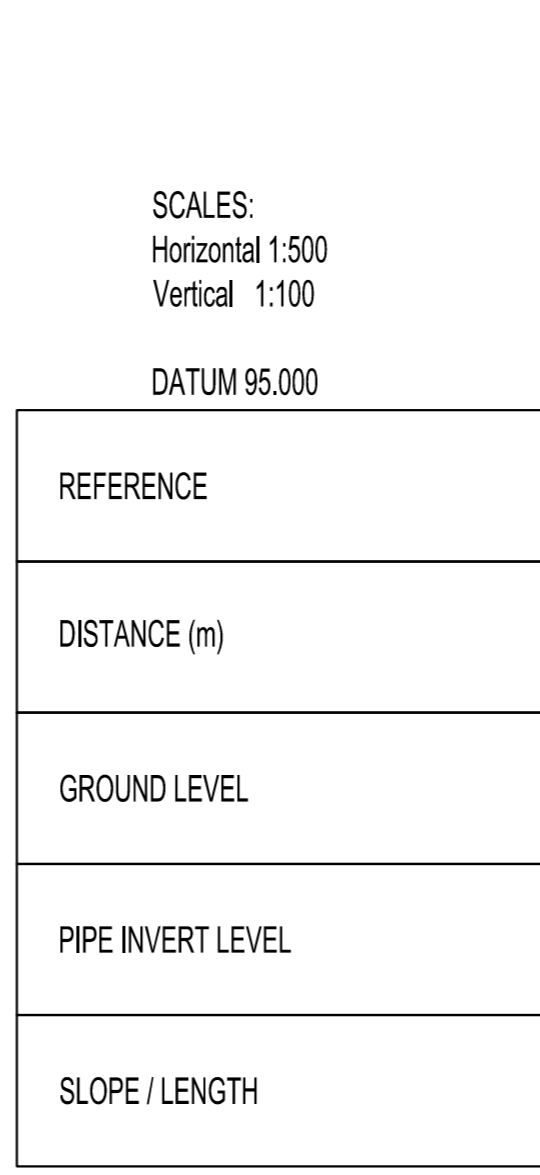 SCALES:
Horizontal 1:500
Vertical 1:100
DATUM 95.000
REFERENCE
DISTANCE (m)
GROUND LEVEL
PIPE INVERT LEVEL
SLOPE / LENGTH